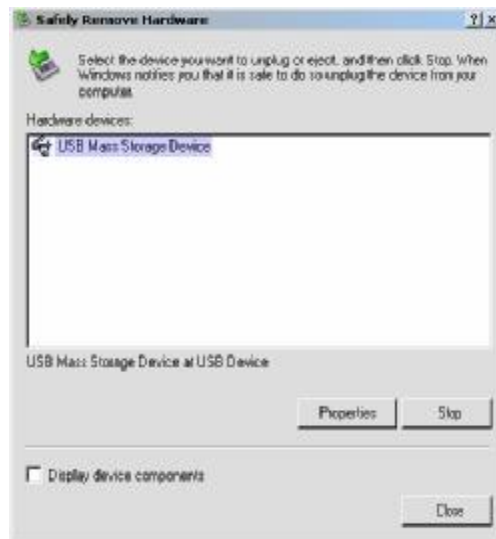 Safely Remove Hardware
Select the device you want to unplug or eject, and then click Stop. When
Windows notifies you that it is safe to do so unplug the device from your
computer.
Hardware devices:
USB Mass Storage Device
USB Mass Storage Device at USB Device
Properties
Stop
Display device components
Close